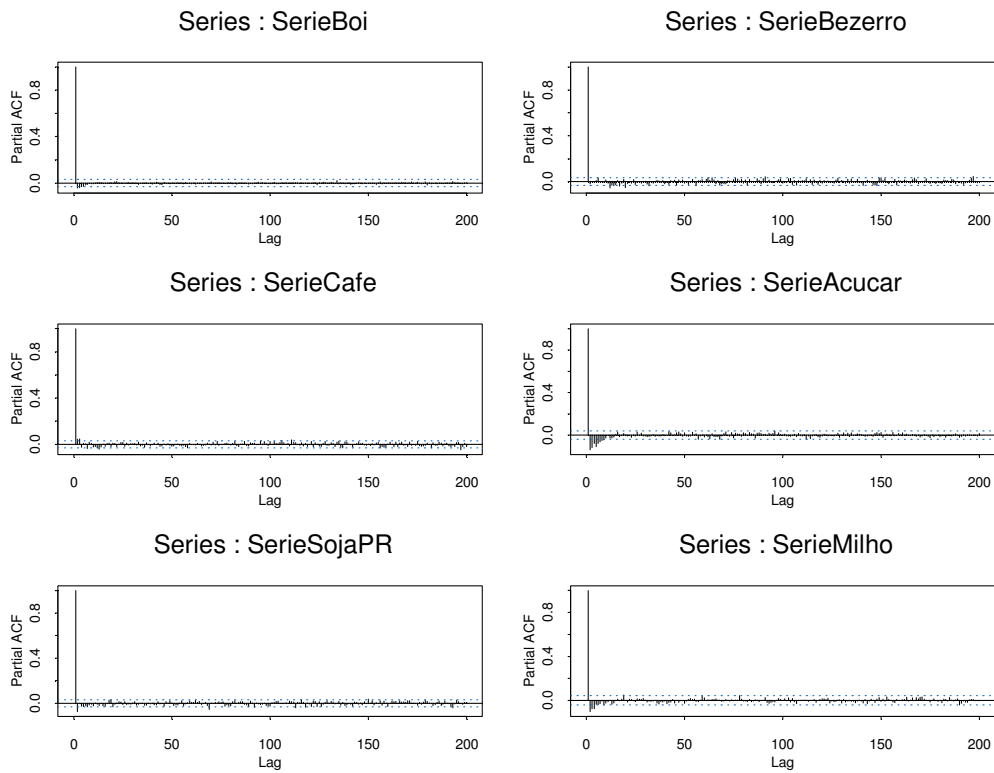 Series : SerieBoi
Partial ACF
0.0 0.4 0.8
0 50 100 150 200
Lag
Series : SerieBezerro
Partial ACF
0.0 0.4 0.8
0 50 100 150 200
Lag
Series : SerieCafe
Partial ACF
0.0 0.4 0.8
0 50 100 150 200
Lag
Series : SerieAcucar
Partial ACF
0.0 0.4 0.8
0 50 100 150 200
Lag
Series : SerieSojaPR
Partial ACF
0.0 0.4 0.8
0 50 100 150 200
Lag
Series : SerieMilho
Partial ACF
0.0 0.4 0.8
0 50 100 150 200
Lag